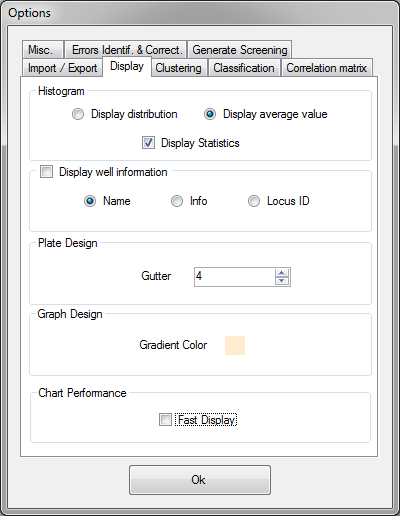 Options
Misc. Errors Identif. & Correct. Generate Screening
Import / Export Display Clustering Classification Correlation matrix
Histogram
Display distribution Display average value
Display Statistics
Display well information
Name Info Locus ID
Plate Design
Gutter 4
Graph Design
Gradient Color
Chart Performance
Fast Display
Ok